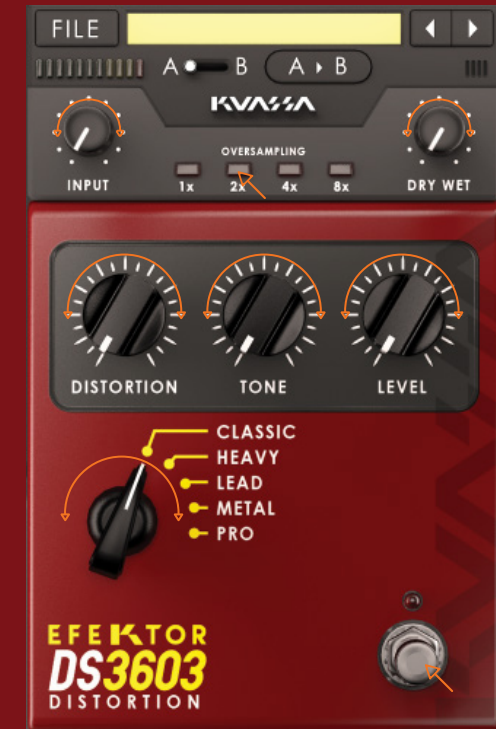 FILE
A B A ▸ B
KVASSA
OVERSAMPLING
1x 2x 4x 8x
INPUT DRY WET
DISTORTION TONE LEVEL
CLASSIC
HEAVY
LEAD
METAL
PRO
EFEKTOR
DS3603
DISTORTION